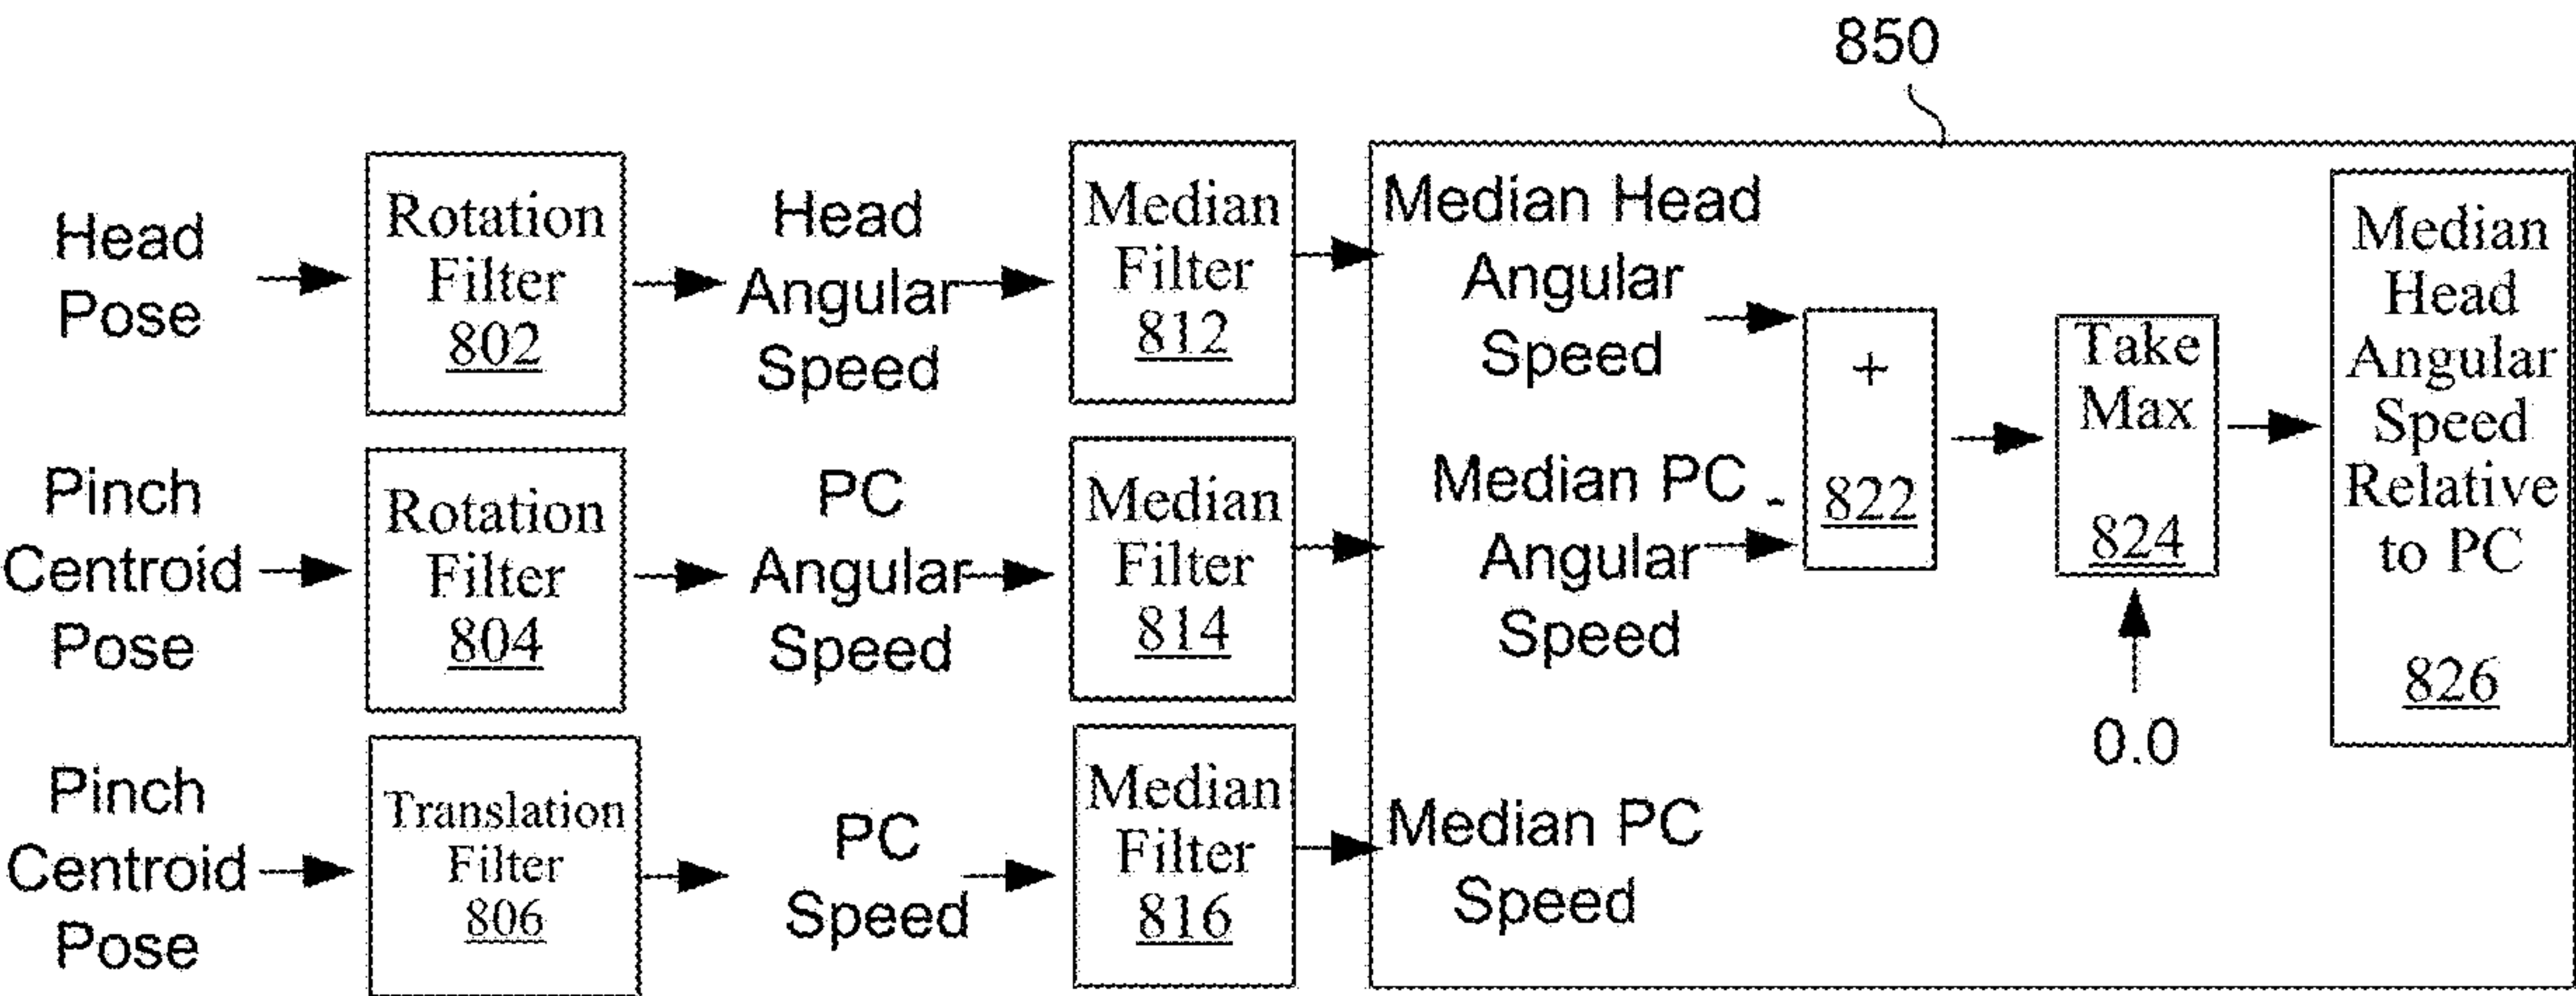 850
Head
Pose
Rotation
Filter
802
Head
Angular
Speed
Median
Filter
812
Median Head
Angular
Speed
Pinch
Centroid
Pose
Rotation
Filter
804
PC
Angular
Speed
Median
Filter
814
Median PC
Angular
Speed
-
+
822
Take
Max
824
0.0
Median
Head
Angular
Speed
Relative
to PC
826
Pinch
Centroid
Pose
Translation
Filter
806
PC
Speed
Median
Filter
816
Median PC
Speed